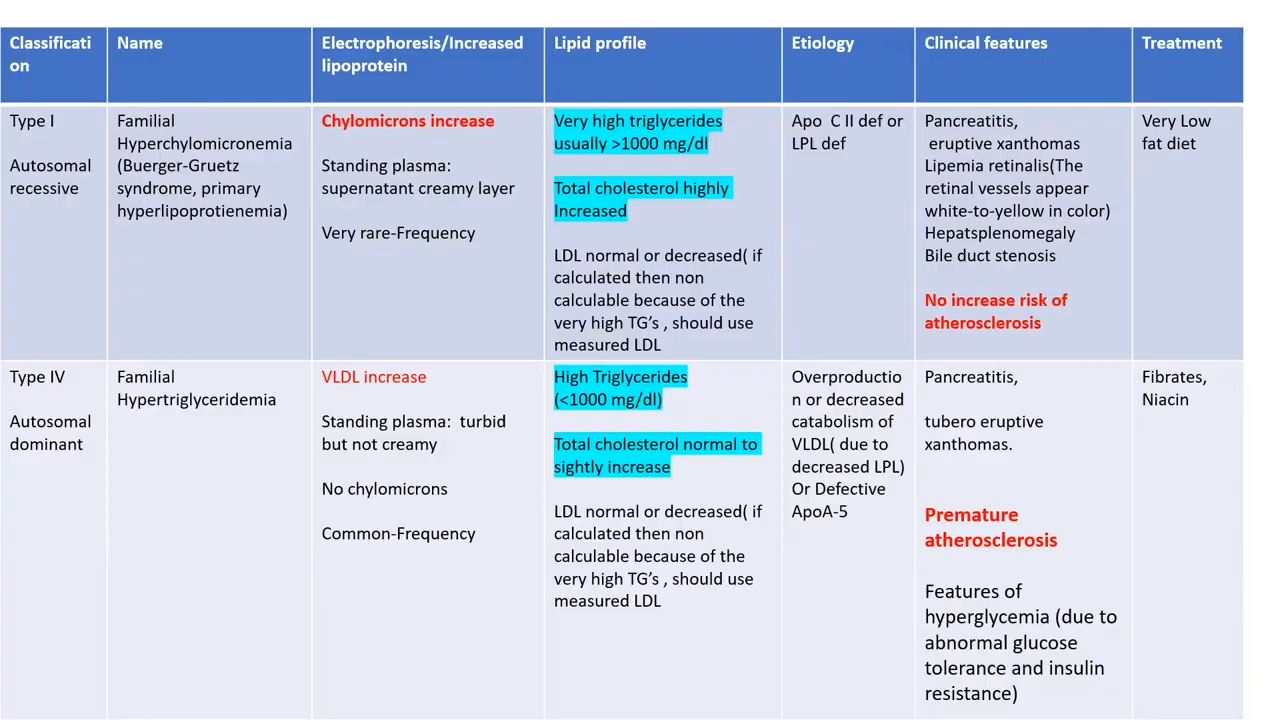 Classificati
on
Name
Electrophoresis/Increased
lipoprotein
Lipid profile
Etiology
Clinical features
Treatment
Type I
Autosomal
recessive
Familial
Hyperchylomicronemia
(Buerger-Gruetz
syndrome, primary
hyperlipoprotienemia)
Chylomicrons increase
Standing plasma:
supernatant creamy layer
Very rare-Frequency
Very high triglycerides
usually >1000 mg/dl
Total cholesterol highly
Increased
LDL normal or decreased( if
calculated then non
calculable because of the
very high TG’s , should use
measured LDL
Apo C II def or
LPL def
Pancreatitis,
eruptive xanthomas
Lipemia retinalis(The
retinal vessels appear
white-to-yellow in color)
Hepatsplenomegaly
Bile duct stenosis
No increase risk of
atherosclerosis
Very Low
fat diet
Type IV
Autosomal
dominant
Familial
Hypertriglyceridemia
VLDL increase
Standing plasma: turbid
but not creamy
No chylomicrons
Common-Frequency
High Triglycerides
(<1000 mg/dl)
Total cholesterol normal to
sightly increase
LDL normal or decreased( if
calculated then non
calculable because of the
very high TG’s , should use
measured LDL
Overproductio
n or decreased
catabolism of
VLDL( due to
decreased LPL)
Or Defective
ApoA-5
Pancreatitis,
tubero eruptive
xanthomas.
Premature
atherosclerosis
Features of
hyperglycemia (due to
abnormal glucose
tolerance and insulin
resistance)
Fibrates,
Niacin